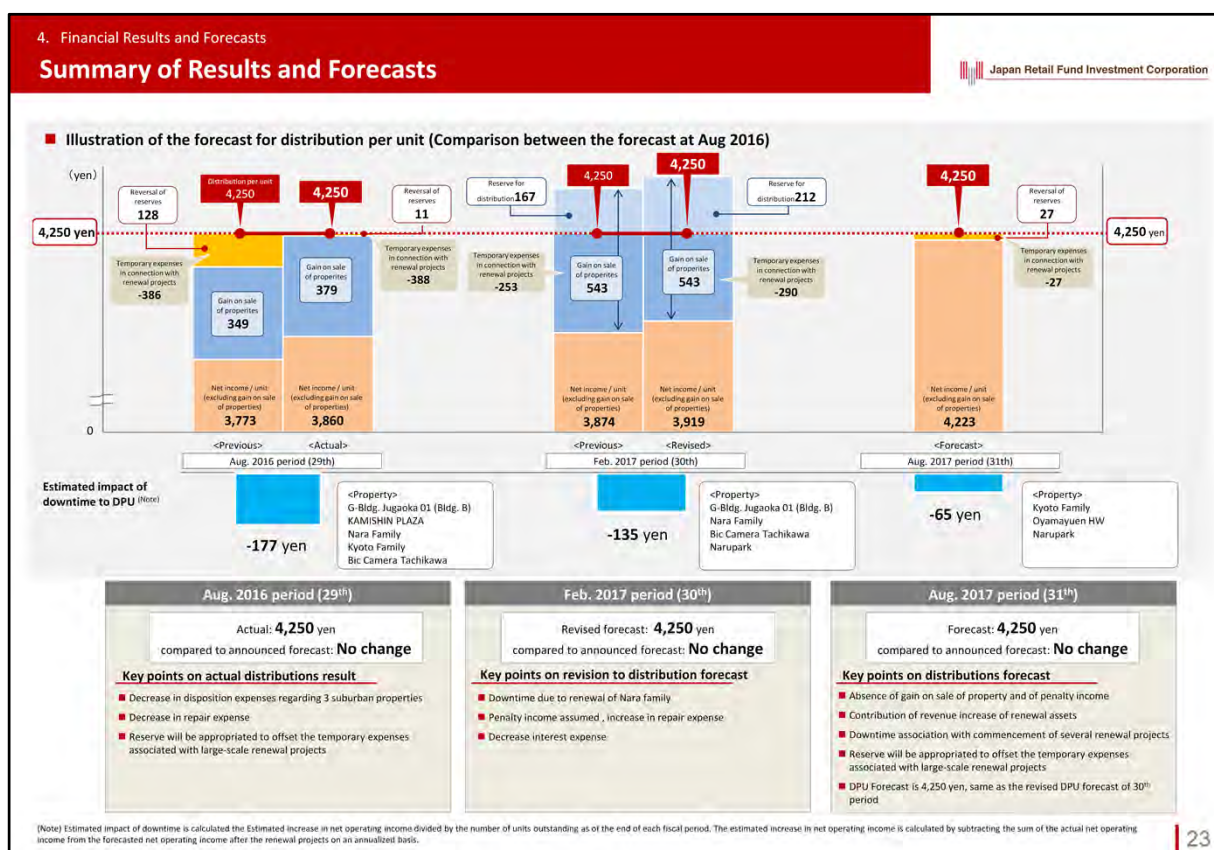 4. Financial Results and Forecasts
Summary of Results and Forecasts
Japan Retail Fund Investment Corporation
Illustration of the forecast for distribution per unit (Comparison between the forecast at Aug 2016)
(yen)
4,250 yen
0
Reversal of
reserves
128
Distribution per unit
4,250
4,250
Reversal of
reserves
11
Temporary expenses
in connection with
renewal projects
-386
Gain on sale
of properites
349
Gain on sale
of properites
379
Temporary expenses
in connection with
renewal projects
-388
Net income / unit
(excluding gain on sale
of properties)
3,773
Net income / unit
(excluding gain on sale
of properties)
3,860
Reserve for
distribution167
4,250
4,250
Reserve for
distribution212
Temporary expenses
in connection with
renewal projects
-253
Gain on sale
of properites
543
Gain on sale
of properites
543
Temporary expenses
in connection with
renewal projects
-290
Net income / unit
(excluding gain on sale
of properties)
3,874
Net income / unit
(excluding gain on sale
of properties)
3,919
4,250
Reversal of
reserves
27
4,250 yen
Temporary expenses
in connection with
renewal projects
-27
Net income / unit
(excluding gain on sale
of properties)
4,223
<Previous> <Actual>
Aug. 2016 period (29th)
<Previous> <Revised>
Feb. 2017 period (30th)
<Forecast>
Aug. 2017 period (31th)
Estimated impact of
downtime to DPU (Note)
-177 yen
<Property>
G-Bldg. Jugaoka 01 (Bldg. B)
KAMISHIN PLAZA
Nara Family
Kyoto Family
Bic Camera Tachikawa
-135 yen
<Property>
G-Bldg. Jugaoka 01 (Bldg. B)
Nara Family
Bic Camera Tachikawa
Narupark
-65 yen
<Property>
Kyoto Family
Oyamayuen HW
Narupark
Aug. 2016 period (29th)
Actual: 4,250 yen
compared to announced forecast: No change
Key points on actual distributions result
Decrease in disposition expenses regarding 3 suburban properties
Decrease in repair expense
Reserve will be appropriated to offset the temporary expenses
associated with large-scale renewal projects
Feb. 2017 period (30th)
Revised forecast: 4,250 yen
compared to announced forecast: No change
Key points on revision to distribution forecast
Downtime due to renewal of Nara family
Penalty income assumed , increase in repair expense
Decrease interest expense
Aug. 2017 period (31th)
Forecast: 4,250 yen
compared to announced forecast: No change
Key points on distributions forecast
Absence of gain on sale of property and of penalty income
Contribution of revenue increase of renewal assets
Downtime association with commencement of several renewal projects
Reserve will be appropriated to offset the temporary expenses
associated with large-scale renewal projects
DPU Forecast is 4,250 yen, same as the revised DPU forecast of 30th
period
(Note) Estimated impact of downtime is calculated the Estimated increase in net operating income divided by the number of units outstanding as of the end of each fiscal period. The estimated increase in net operating income is calculated by subtracting the sum of the actual net operating
income from the forecasted net operating income after the renewal projects on an annualized basis.
23